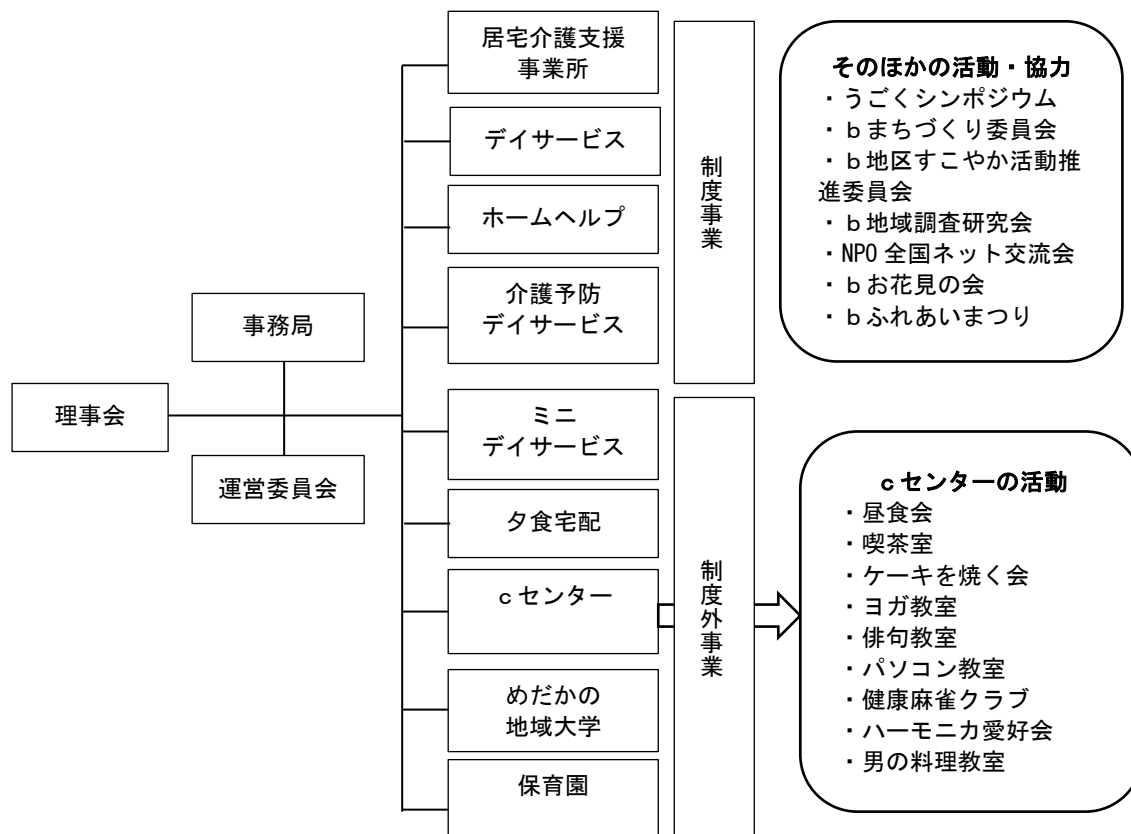 理事会
事務局
運営委員会
居宅介護支援
事業所
デイサービス
ホームヘルプ
介護予防
デイサービス
ミニ
デイサービス
夕食宅配
ｃセンター
めだかの
地域大学
保育園
制度事業
制度外事業
そのほかの活動・協力
・うごくシンポジウム
・ｂまちづくり委員会
・ｂ地区すこやか活動推
進委員会
・ｂ地域調査研究会
・NPO 全国ネット交流会
・ｂお花見の会
・ｂふれあいまつり
ｃセンターの活動
・昼食会
・喫茶室
・ケーキを焼く会
・ヨガ教室
・俳句教室
・パソコン教室
・健康麻雀クラブ
・ハーモニカ愛好会
・男の料理教室